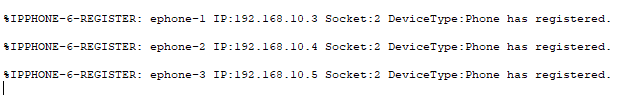 %IPPHONE-6-REGISTER: ephone-1 IP:192.168.10.3 Socket:2 DeviceType:Phone has registered.
%IPPHONE-6-REGISTER: ephone-2 IP:192.168.10.4 Socket:2 DeviceType:Phone has registered.
%IPPHONE-6-REGISTER: ephone-3 IP:192.168.10.5 Socket:2 DeviceType:Phone has registered.